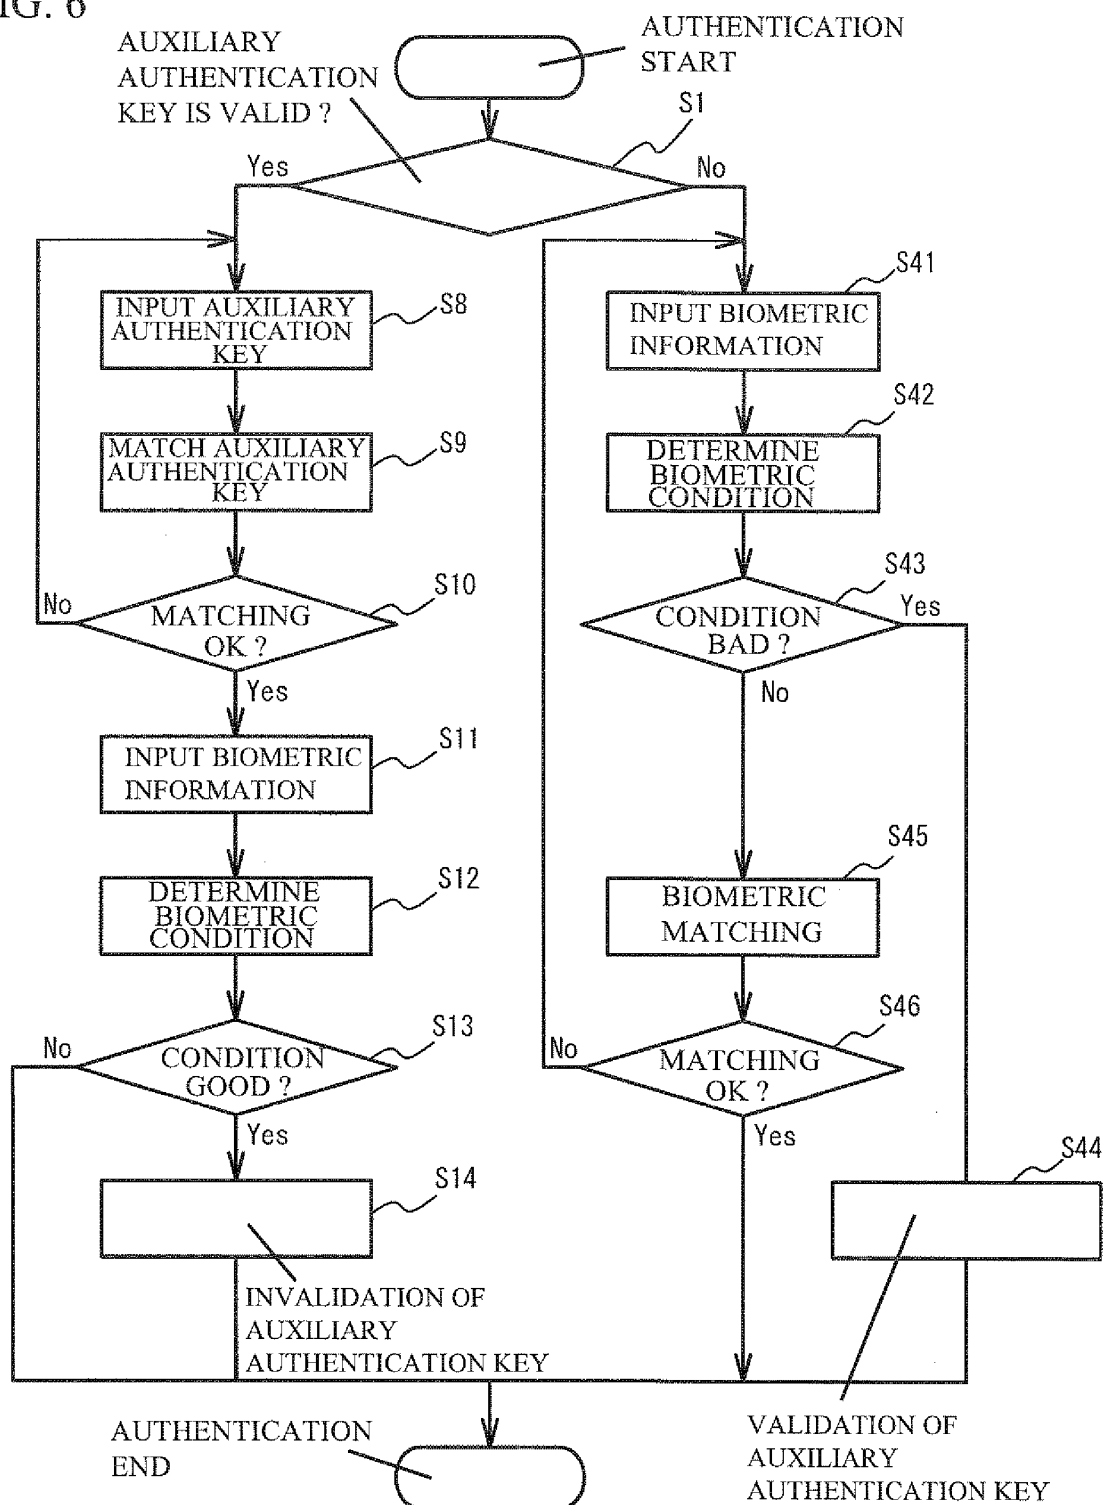 FIG. 6
AUTHENTICATION
START
AUXILIARY
AUTHENTICATION
KEY IS VALID ?
S1
Yes
No
INPUT AUXILIARY
AUTHENTICATION
KEY
S8
MATCH AUXILIARY
AUTHENTICATION
KEY
S9
MATCHING
OK ?
S10
No
Yes
INPUT BIOMETRIC
INFORMATION
S11
DETERMINE
BIOMETRIC
CONDITION
S12
CONDITION
GOOD ?
S13
No
Yes
S14
INVALIDATION OF
AUXILIARY
AUTHENTICATION KEY
INPUT BIOMETRIC
INFORMATION
S41
DETERMINE
BIOMETRIC
CONDITION
S42
CONDITION
BAD ?
S43
Yes
No
BIOMETRIC
MATCHING
S45
MATCHING
OK ?
S46
No
Yes
S44
VALIDATION OF
AUXILIARY
AUTHENTICATION KEY
AUTHENTICATION
END